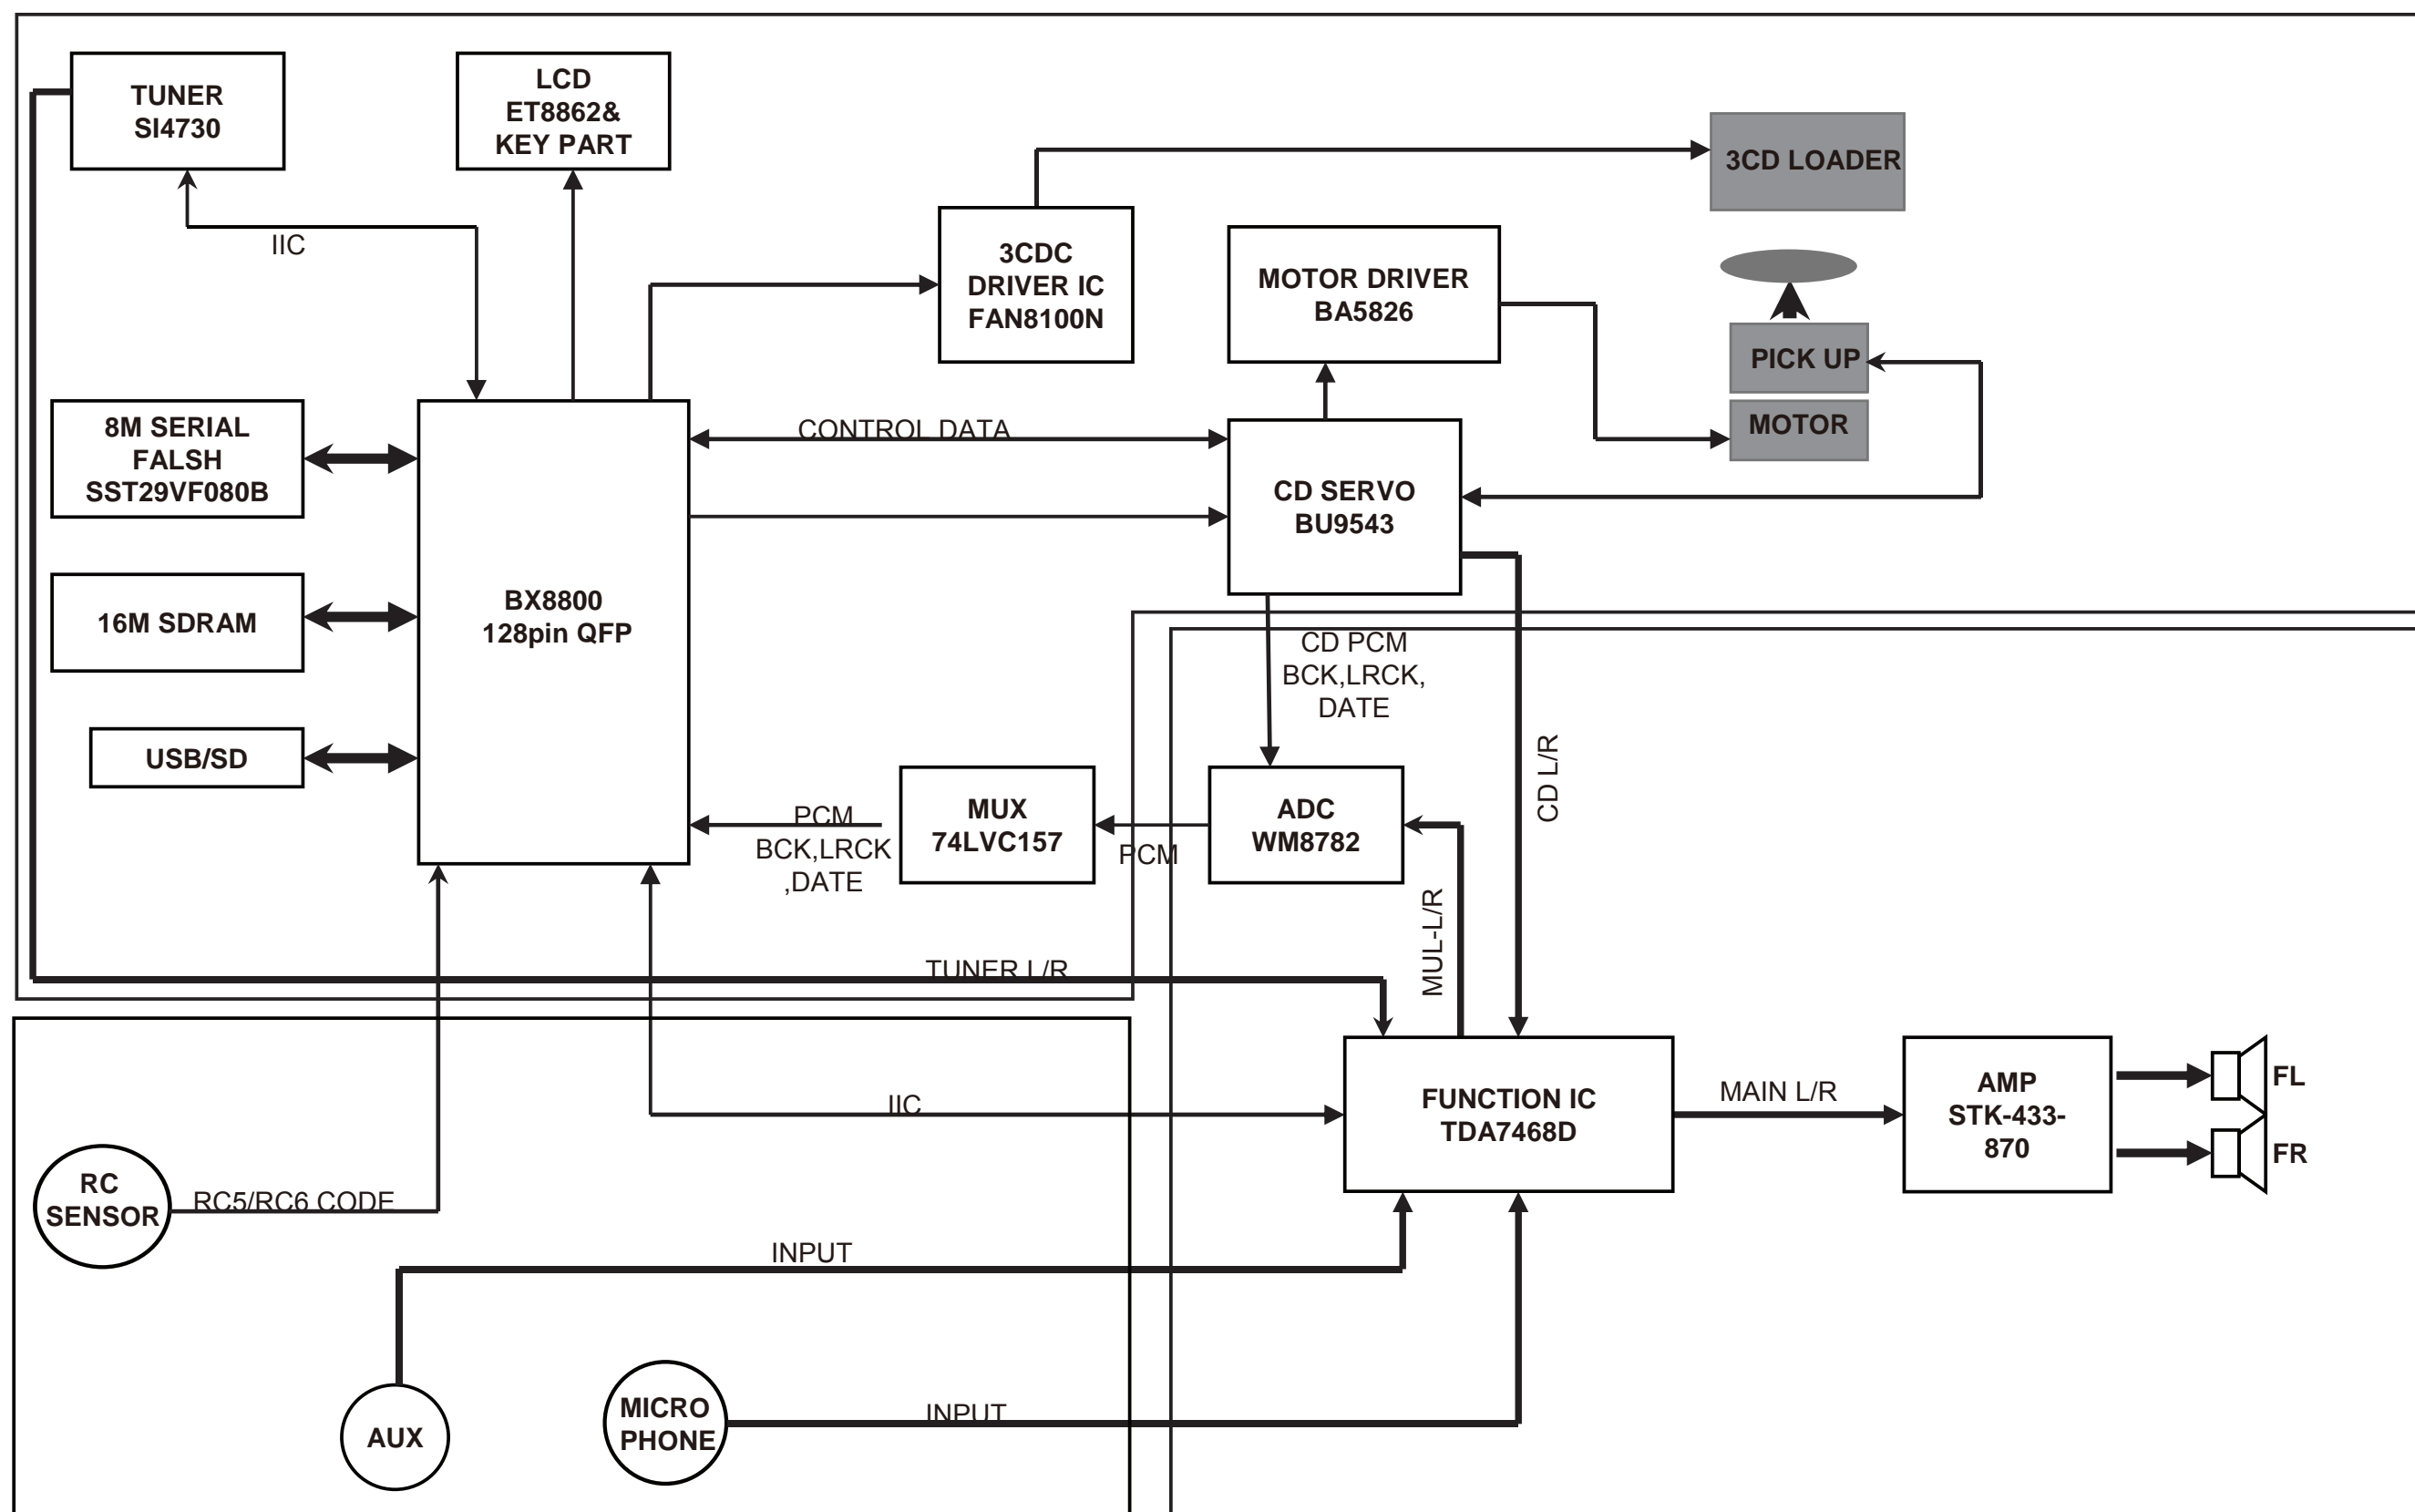 TUNER
SI4730
LCD
ET8862&
KEY PART
3CD LOADER
IIC
3CDC
DRIVER IC
FAN8100N
MOTOR DRIVER
BA5826
PICK UP
MOTOR
8M SERIAL
FALSH
SST29VF080B
CONTROL DATA
CD SERVO
BU9543
16M SDRAM
BX8800
128pin QFP
CD PCM
BCK,LRCK,
DATE
USB/SD
CD L/R
PCM
BCK,LRCK
,DATE
MUX
74LVC157
PCM
ADC
WM8782
MUL-L/R
TUNER L/R
IIC
FUNCTION IC
TDA7468D
MAIN L/R
AMP
STK-433-
870
FL
FR
RC
SENSOR
RC5/RC6 CODE
INPUT
AUX
MICRO
PHONE
INPUT